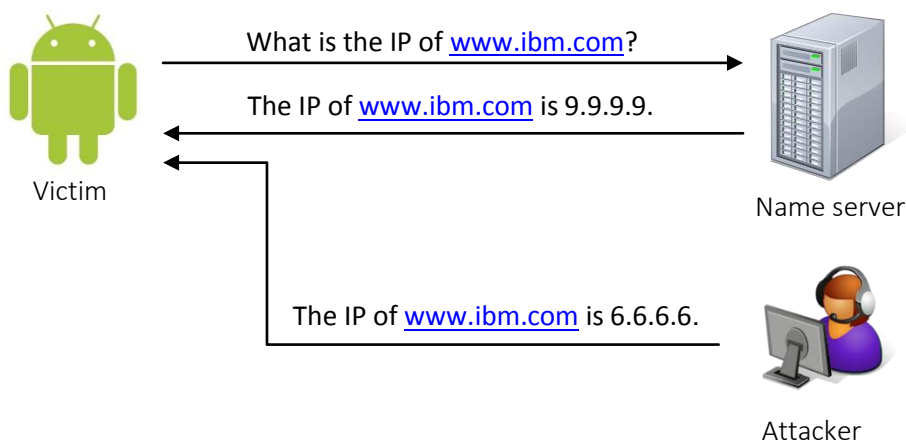 What is the IP of www.ibm.com?
The IP of www.ibm.com is 9.9.9.9.
Victim
Name server
The IP of www.ibm.com is 6.6.6.6.
Attacker